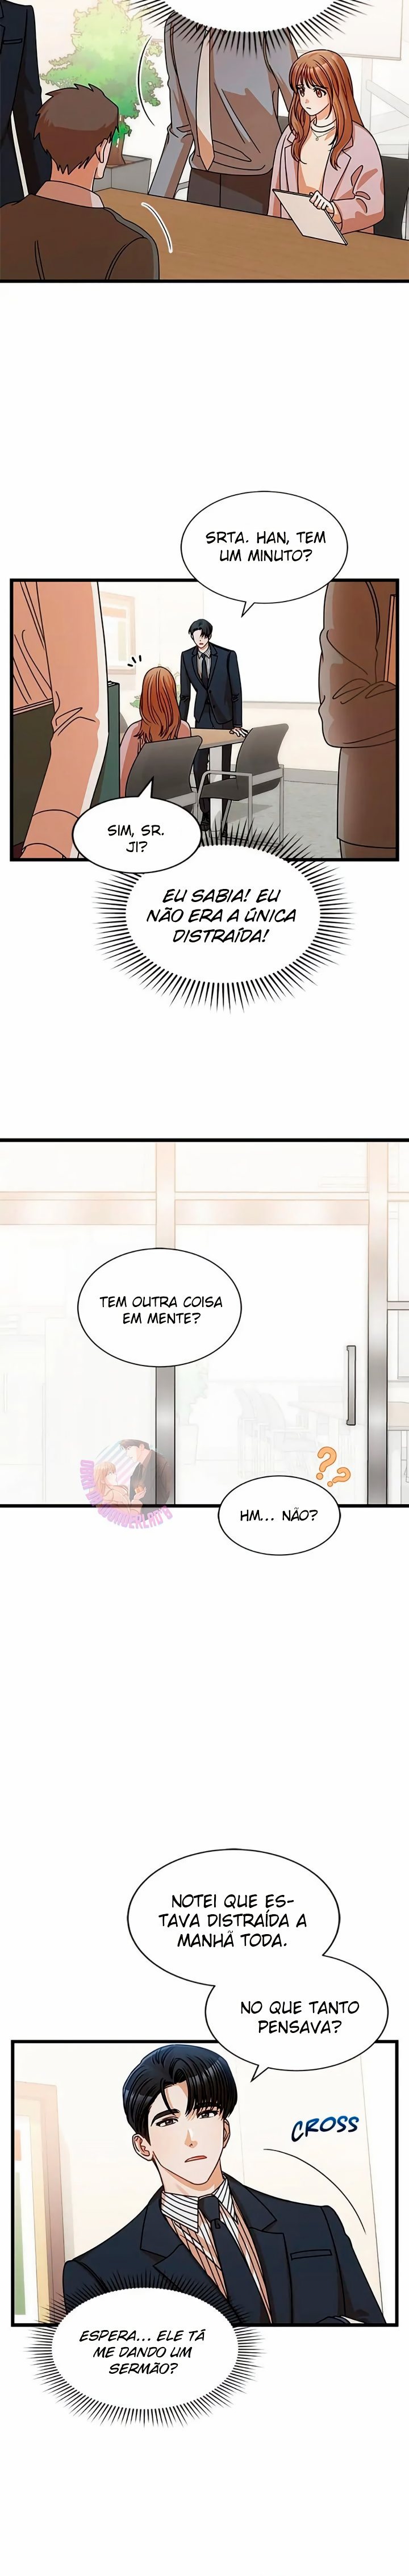 SRTA. HAN, TEM
UM MINUTO?
SIM, SR.
JI?
EU SABIA! EU
NÃO ERA A ÚNICA
DISTRAÍDA!
TEM OUTRA COISA
EM MENTE?
??
HM... NÃO?
NOTEI QUE ES-
TAVA DISTRAÍDA A
MANHÃ TODA.
NO QUE TANTO
PENSAVA?
CROSS
ESPERA... ELE TÁ
ME DANDO UM
SERMÃO?